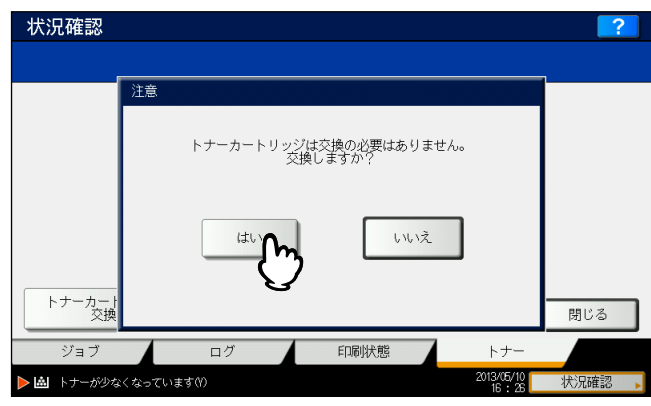 状況確認
?
注意
トナーカートリッジは交換の必要はありません。
交換しますか?
はい
いいえ
トナーカート
交換
閉じる
ジョブ
ログ
印刷状態
トナー
トナーが少なくなっています(Y)
2013/05/10
16 : 26
状況確認